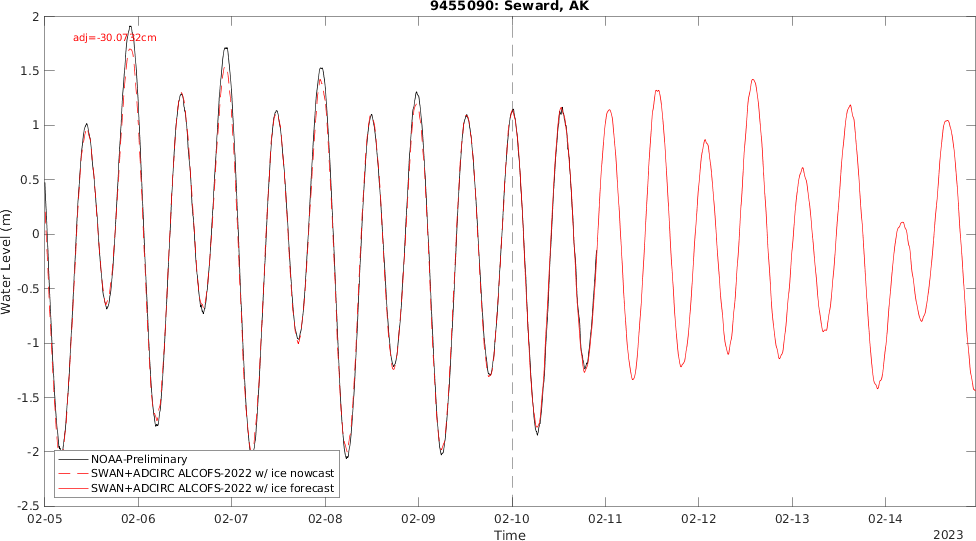 9455090: Seward, AK
adj=-30.0732cm
2
1.5
1
0.5
0
-0.5
-1
-1.5
-2
-2.5
Water Level (m)
NOAA-Preliminary
SWAN+ADCIRC ALCOFS-2022 w/ ice nowcast
SWAN+ADCIRC ALCOFS-2022 w/ ice forecast
02-05 02-06 02-07 02-08 02-09 02-10 02-11 02-12 02-13 02-14
Time
2023